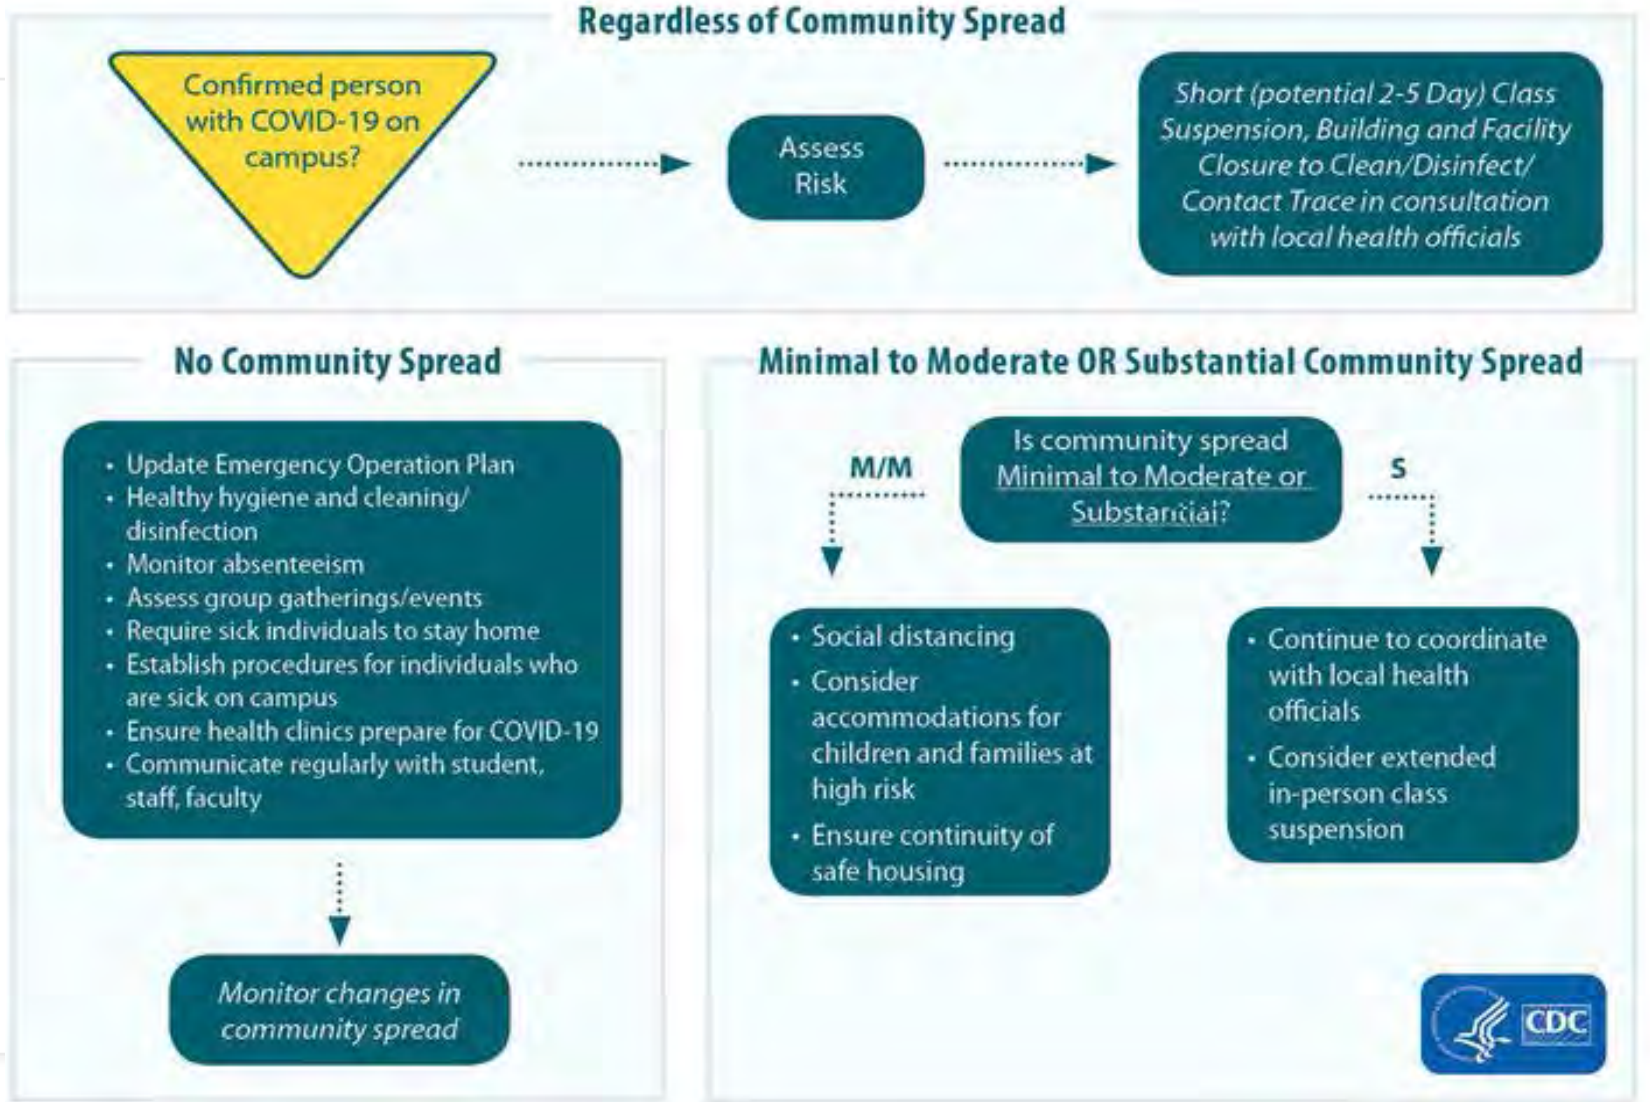 Regardless of Community Spread
Confirmed person
with COVID-19 on
campus?
Assess
Risk
Short (potential 2-5 Day) Class
Suspension, Building and Facility
Closure to Clean/Disinfect/
Contact Trace in consultation
with local health officials
No Community Spread
• Update Emergency Operation Plan
• Healthy hygiene and cleaning/
disinfection
• Monitor absenteeism
• Assess group gatherings/events
• Require sick individuals to stay home
• Establish procedures for individuals who
are sick on campus
• Ensure health clinics prepare for COVID-19
• Communicate regularly with student,
staff, faculty
Monitor changes in
community spread
Minimal to Moderate OR Substantial Community Spread
Is community spread
Minimal to Moderate or
Substantial?
M/M
S
• Social distancing
• Consider
accommodations for
children and families at
high risk
• Ensure continuity of
safe housing
• Continue to coordinate
with local health
officials
• Consider extended
in-person class
suspension
CDC